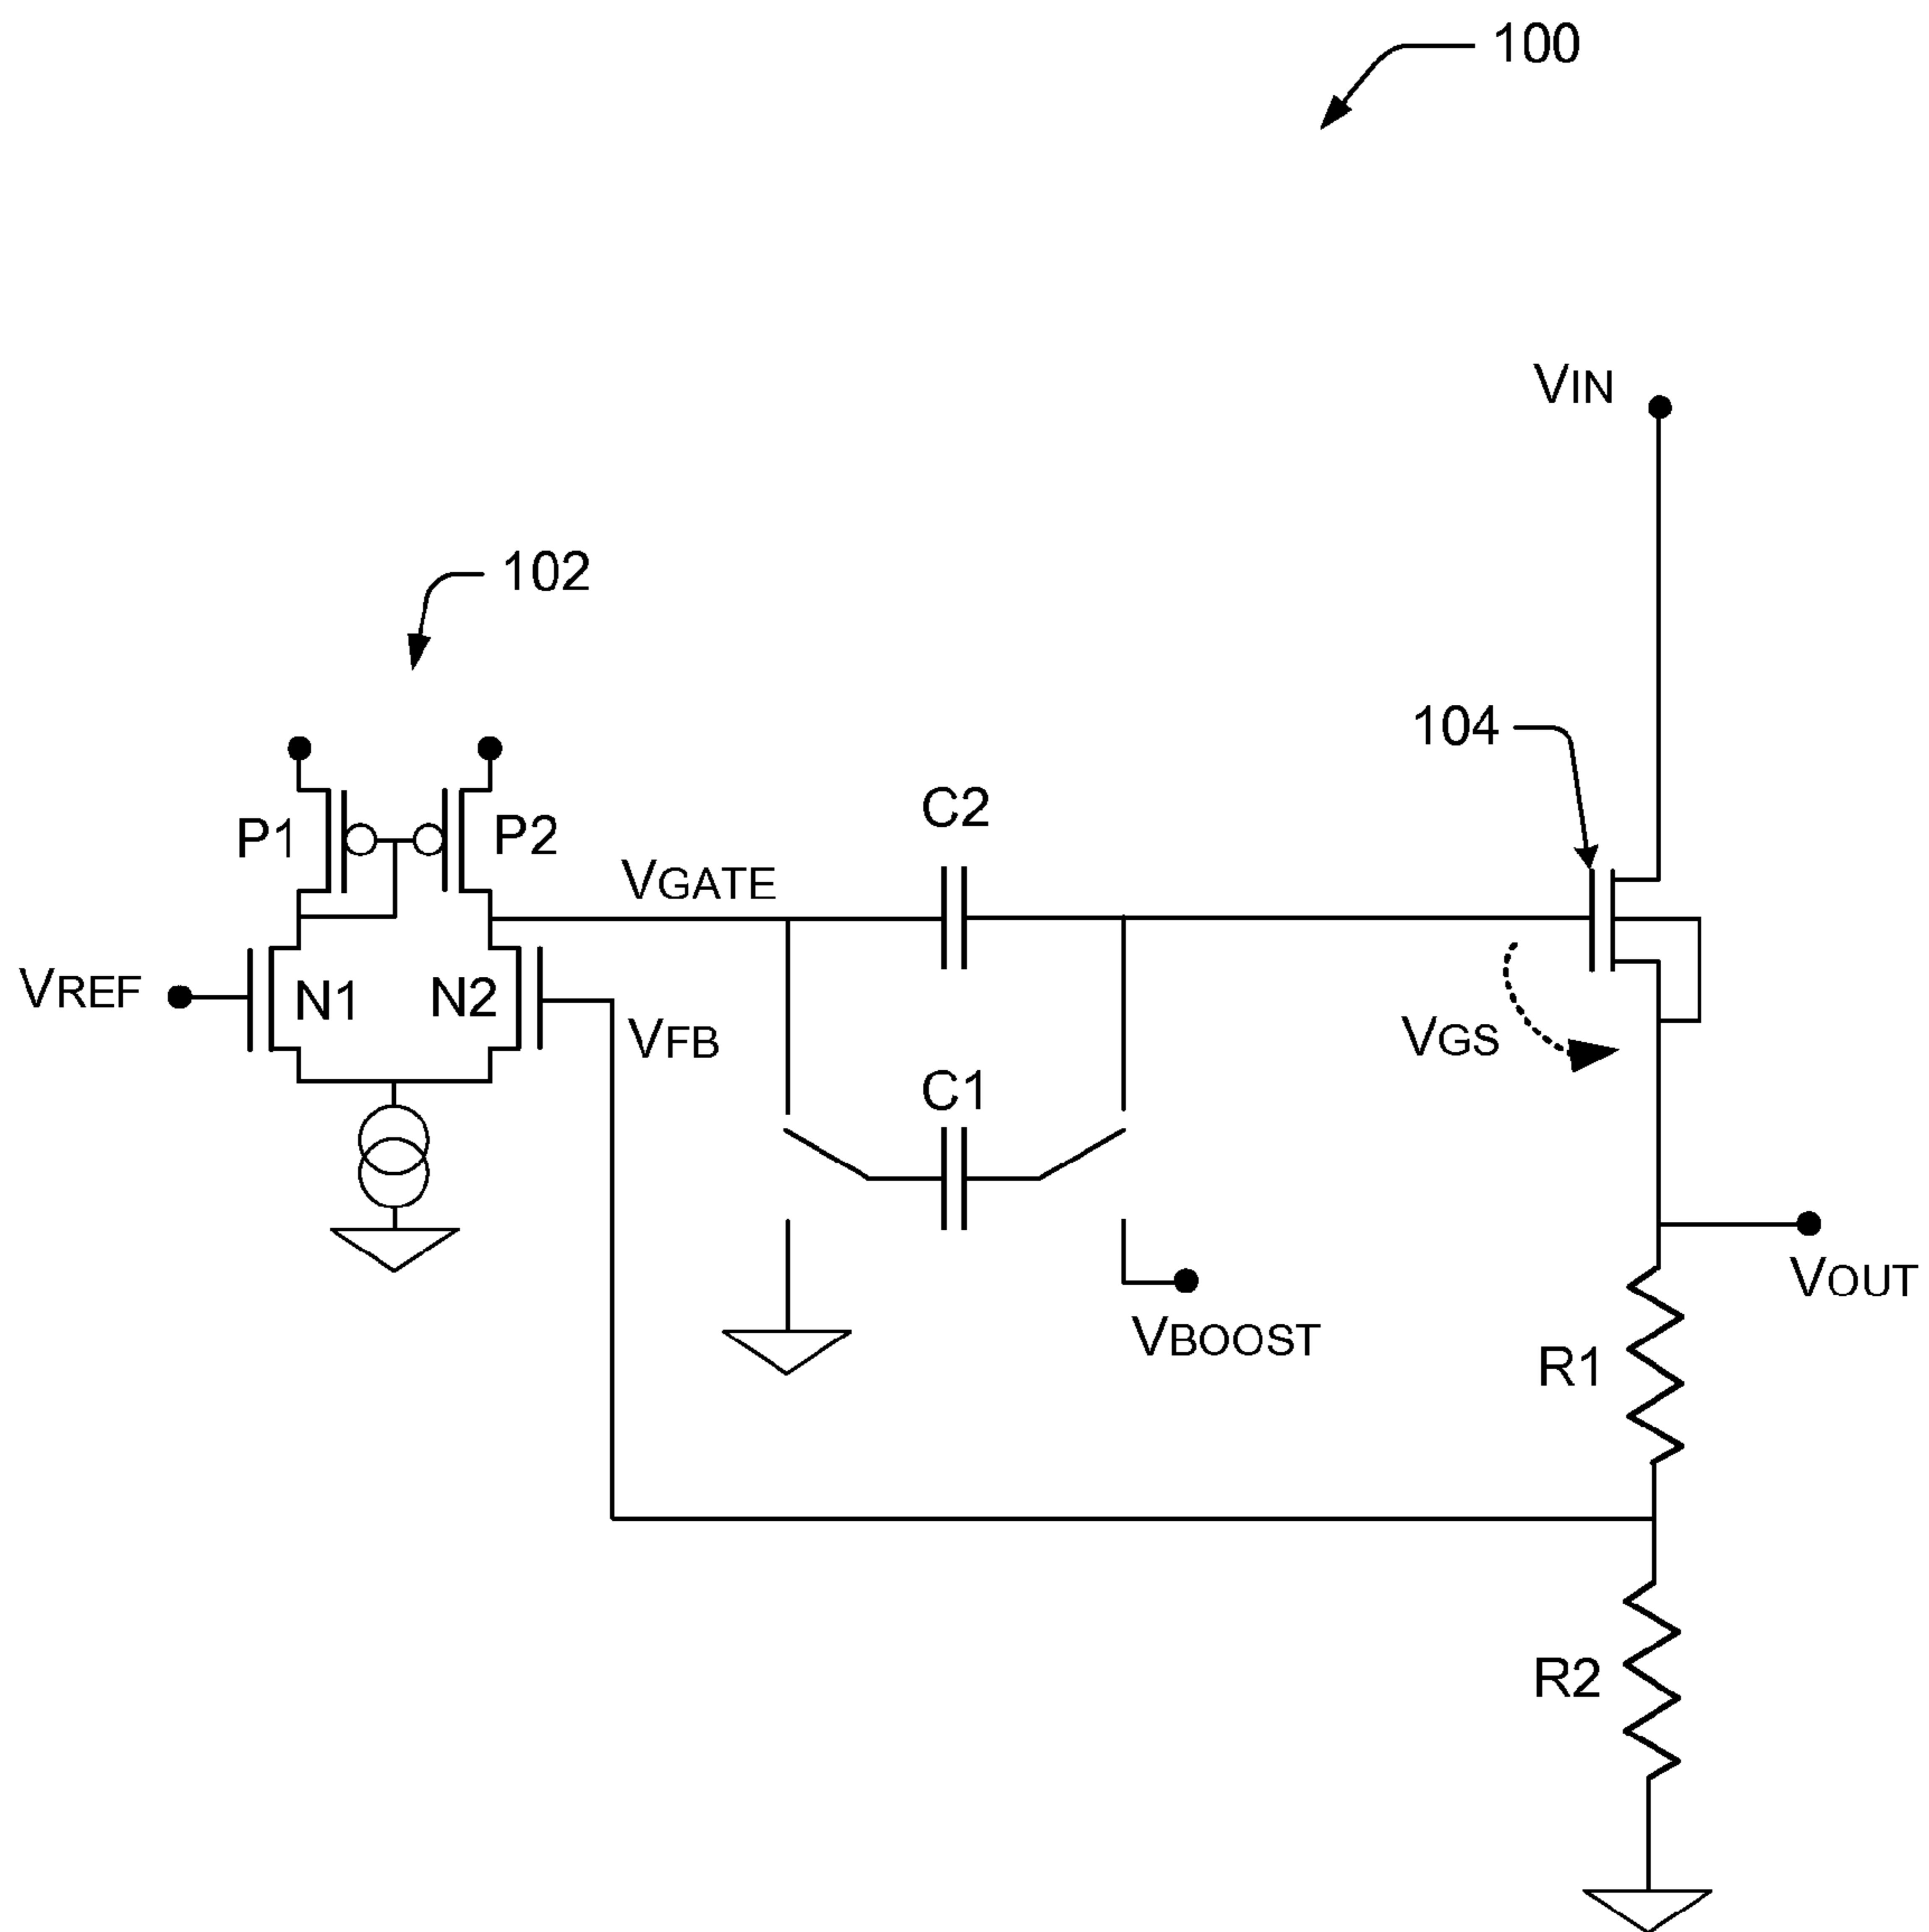 100
VIN
102
104
P1
P2
C2
VGATE
VREF
N1
N2
VFB
VGS
C1
VOUT
VBOOST
R1
R2